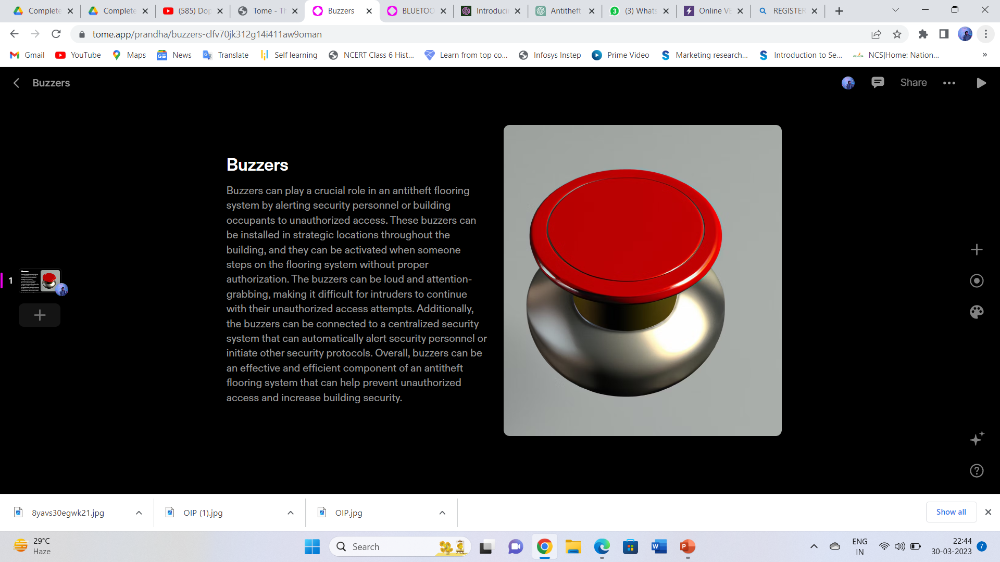 Complete
Complete
(585) Dop
Tome - Th
Buzzers
BLUETOO
Introduci
Antitheft
(3) Whats
Online VE
REGISTER
tome.app/prandha/buzzers-clfv70jk312g14i411aw9oman
Gmail
YouTube
Maps
News
Translate
Self learning
NCERT Class 6 Hist...
Learn from top co...
Infosys Instep
Prime Video
Marketing research...
Introduction to Se...
NCS|Home: Nation...
»
Buzzers
Share
Buzzers
Buzzers can play a crucial role in an antitheft flooring
system by alerting security personnel or building
occupants to unauthorized access. These buzzers can
be installed in strategic locations throughout the
building, and they can be activated when someone
steps on the flooring system without proper
authorization. The buzzers can be loud and attention-
grabbing, making it difficult for intruders to continue
with their unauthorized access attempts. Additionally,
the buzzers can be connected to a centralized security
system that can automatically alert security personnel or
initiate other security protocols. Overall, buzzers can be
an effective and efficient component of an antitheft
flooring system that can help prevent unauthorized
access and increase building security.
1
8yavs30egwk21.jpg
OIP (1).jpg
OIP.jpg
Show all
29°C
Haze
Search
ENG
IN
22:44
30-03-2023
7